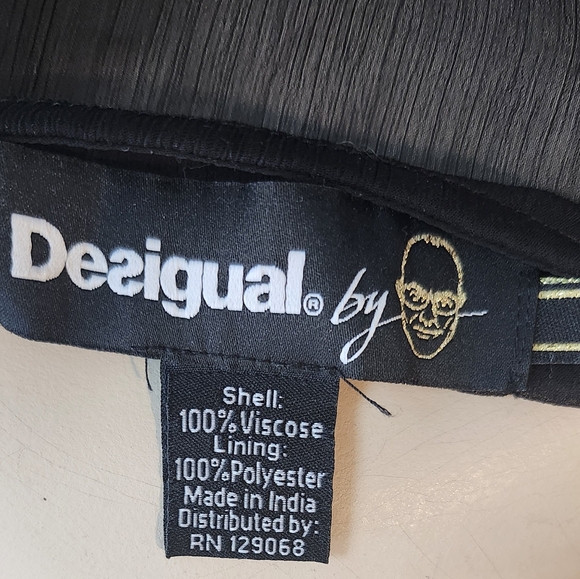 Desigual® by
Shell:
100% Viscose
Lining:
100% Polyester
Made in India
Distributed by:
RN 129068